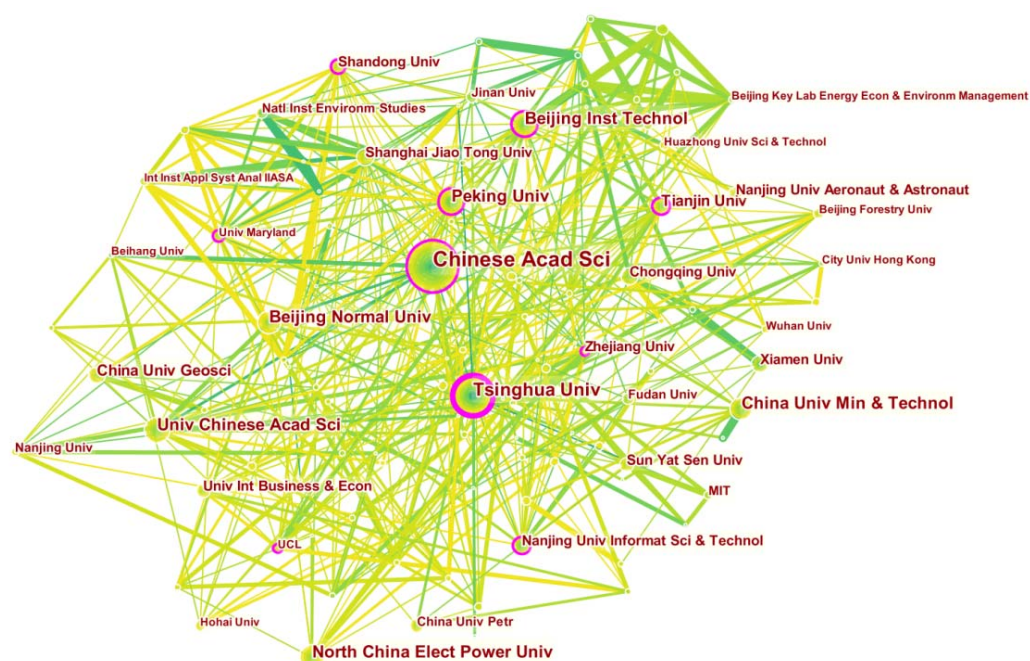 Shandong Univ
Jinan Univ
Beijing Key Lab Energy Econ & Environm Management
Natl Inst Environm Studies
Beijing Inst Technol
Huazhong Univ Sci & Technol
Shanghai Jiao Tong Univ
Int Inst Appl Syst Anal IIASA
Peking Univ
Tianjin Univ
Nanjing Univ Aeronaut & Astronaut
Beijing Forestry Univ
Univ Maryland
Beihang Univ
Chinese Acad Sci
Chongqing Univ
City Univ Hong Kong
Beijing Normal Univ
Wuhan Univ
Zhejiang Univ
Xiamen Univ
China Univ Geosci
Tsinghua Univ
Fudan Univ
China Univ Min & Technol
Univ Chinese Acad Sci
Nanjing Univ
Sun Yat Sen Univ
Univ Int Business & Econ
MIT
UCL
Nanjing Univ Informat Sci & Technol
Hohai Univ
China Univ Petr
North China Elect Power Univ